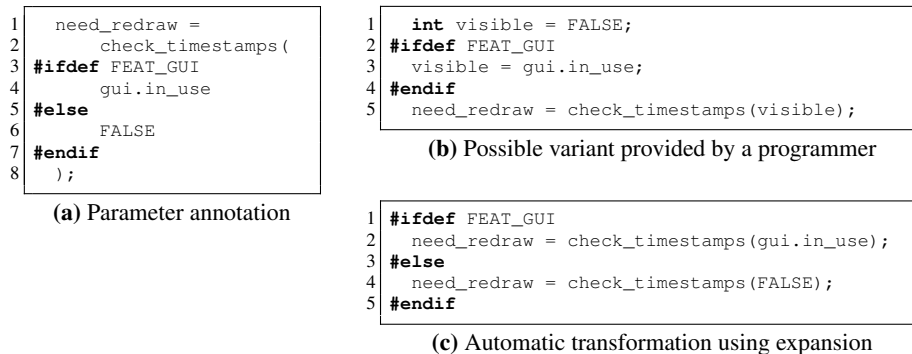 1 need_redraw =
2 check_timestamps(
3 #ifdef FEAT_GUI
4 gui.in_use
5 #else
6 FALSE
7 #endif
8 );
(a) Parameter annotation
1 int visible = FALSE;
2 #ifdef FEAT_GUI
3 visible = gui.in_use;
4 #endif
5 need_redraw = check_timestamps(visible);
(b) Possible variant provided by a programmer
1 #ifdef FEAT_GUI
2 need_redraw = check_timestamps(gui.in_use);
3 #else
4 need_redraw = check_timestamps(FALSE);
5 #endif
(c) Automatic transformation using expansion